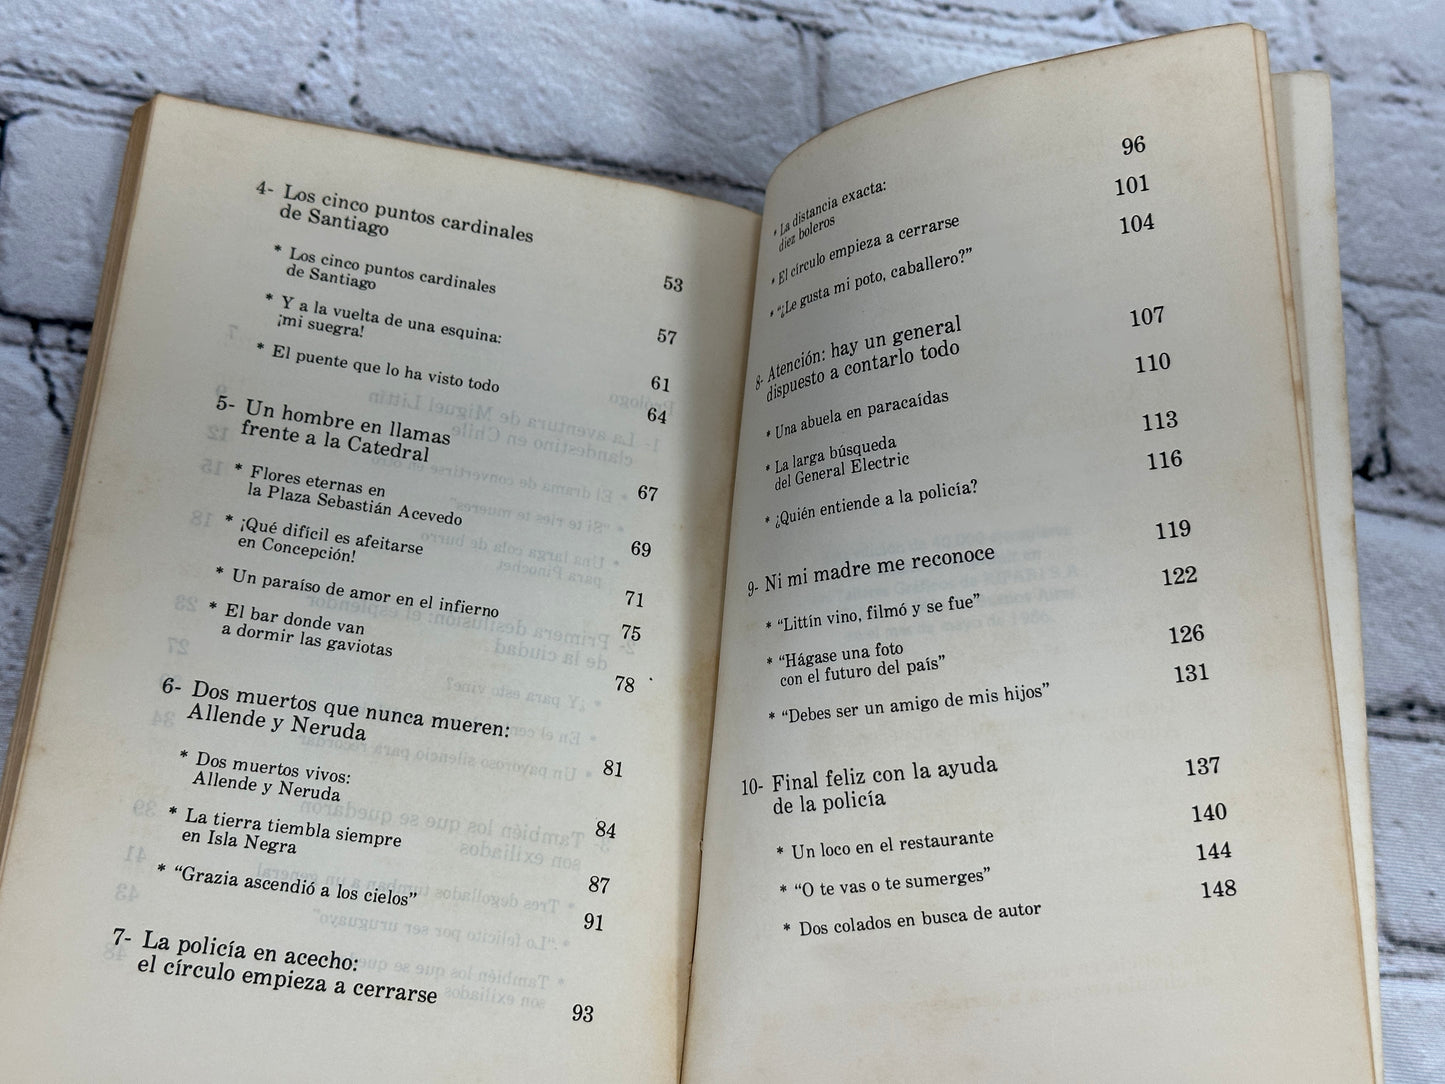 4- Los cinco puntos cardinales
de Santiago 53
* Los cinco puntos cardinales
de Santiago 57
* Y a la vuelta de una esquina:
¡mi suegra! 61
* El puente que lo ha visto todo 64
5- Un hombre en llamas
frente a la Catedral 67
* Flores eternas en
la Plaza Sebastián Acevedo 69
* ¡Qué difícil es afeitarse
en Concepción! 71
* Un paraíso de amor en el infierno 75
* El bar donde van
a dormir las gaviotas 78
6- Dos muertos que nunca mueren:
Allende y Neruda 81
* Dos muertos vivos:
Allende y Neruda 84
* La tierra tiembla siempre
en Isla Negra 87
* “Grazia ascendió a los cielos” 91
7- La policía en acecho:
el círculo empieza a cerrarse 93
* La distancia exacta:
diez boleros 96
* El círculo empieza a cerrarse 101
* “¿Le gusta mi poto, caballero?” 104
8- Atención: hay un general
dispuesto a contarlo todo 107
* Una abuela en paracaídas 110
* La larga búsqueda
del General Electric 113
* ¿Quién entiende a la policía? 116
9- Ni mi madre me reconoce 119
* “Littín vino, filmó y se fue” 122
* “Hágase una foto
con el futuro del país” 126
* “Debes ser un amigo de mis hijos” 131
10- Final feliz con la ayuda
de la policía 137
* Un loco en el restaurante 140
* “O te vas o te sumerges” 144
* Dos colados en busca de autor 148